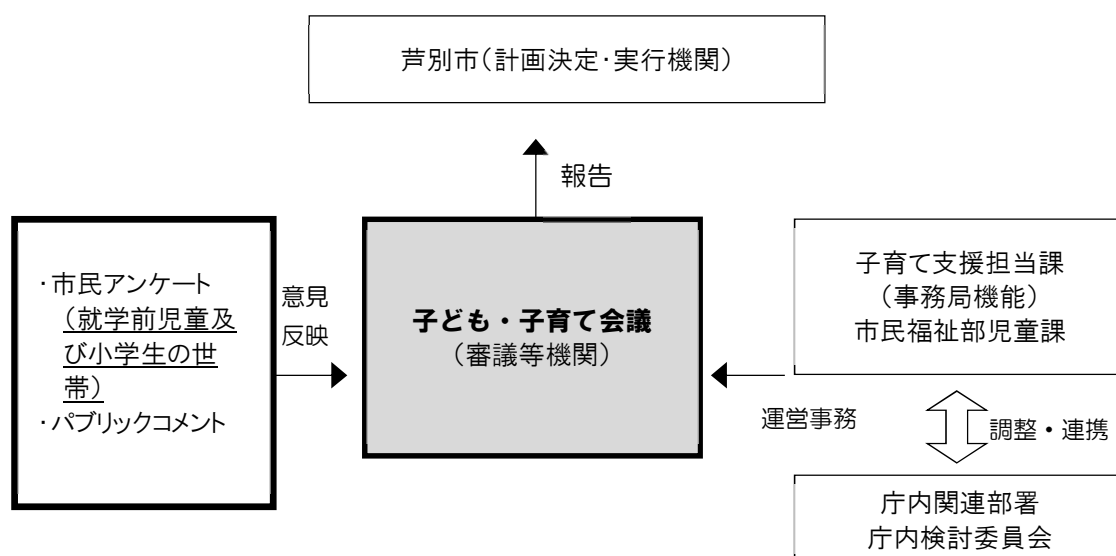 芦別市（計画決定・実行機関）
報告
・市民アンケート
（就学前児童及
び小学生の世
帯）
・パブリックコメント
意見
反映
子ども・子育て会議
（審議等機関）
運営事務
子育て支援担当課
（事務局機能）
市民福祉部児童課
調整・連携
庁内関連部署
庁内検討委員会